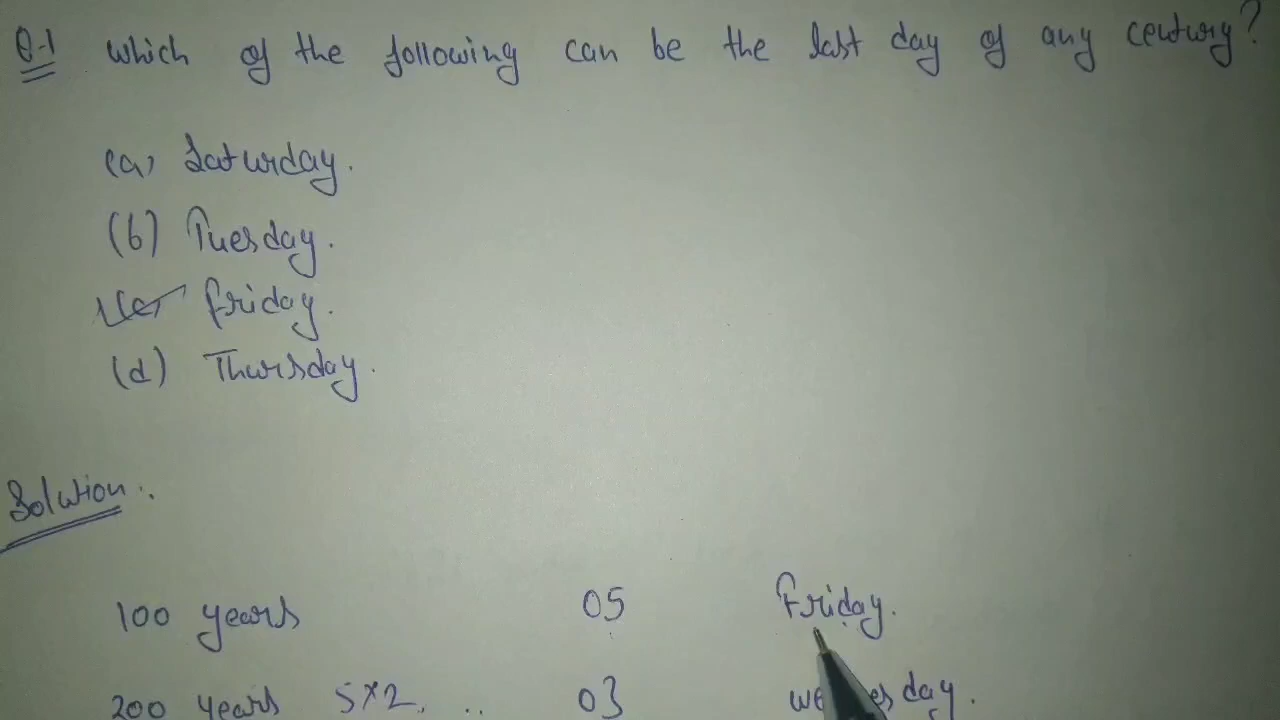 Q-1 Which of the following can be the last day of any century?
(a) Saturday.
(b) Tuesday.
(c) Friday.
(d) Thursday.
Solution:.
100 years 05 Friday.
200 years 5×2, .. 03